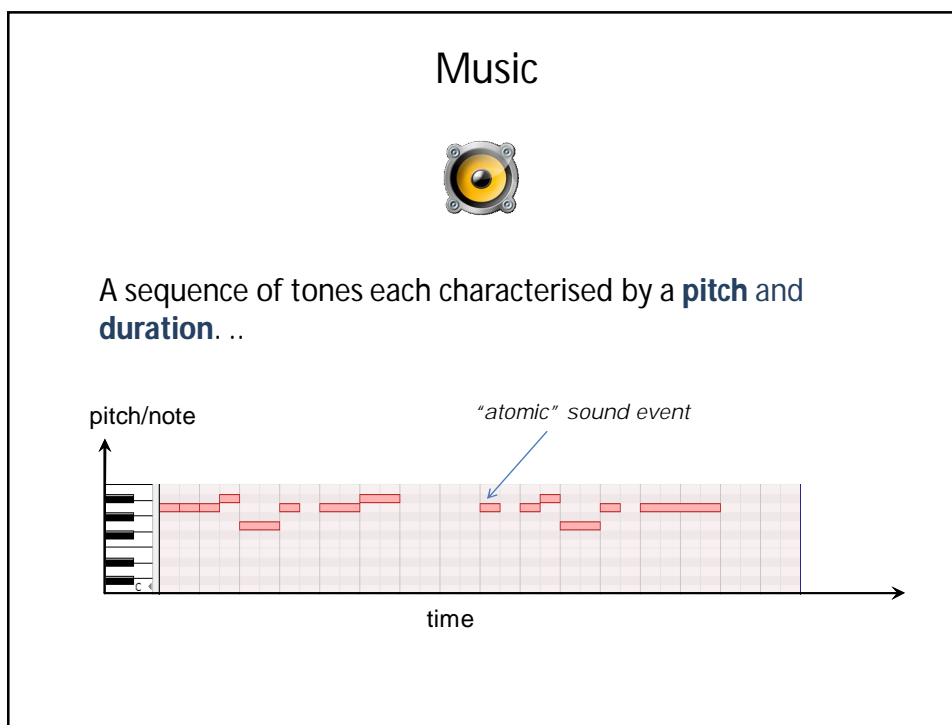 Music
A sequence of tones each characterised by a pitch and
duration. ..
pitch/note
"atomic" sound event
C
time